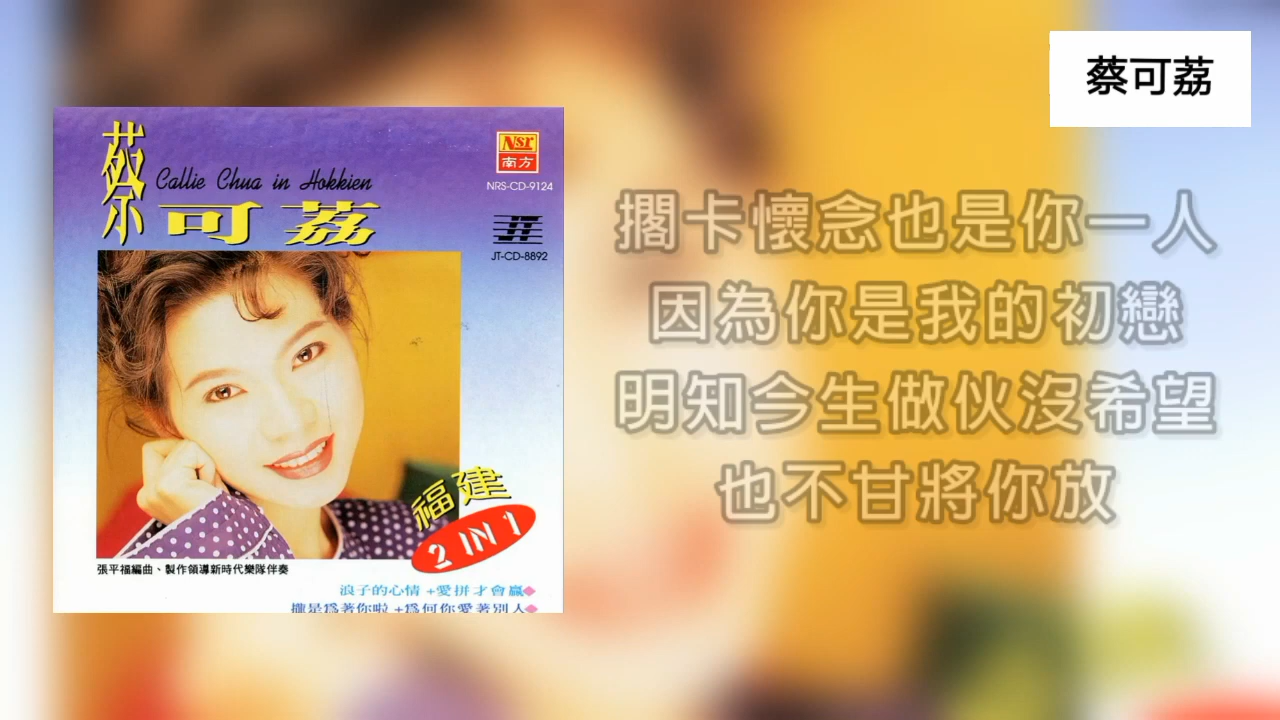 蔡可荔
蔡可荔
Callie Chua in Hokkien
Nsr
南方
NRS-CD-9124
JT
JT-CD-8892
福建
2 IN 1
張平福編曲、製作領導新時代樂隊伴奏
浪子的心情+愛拼才會贏
攏是為著你啦+為何你愛著別人
擱卡懷念也是你一人
因為你是我的初戀
明知今生做伙沒希望
也不甘將你放